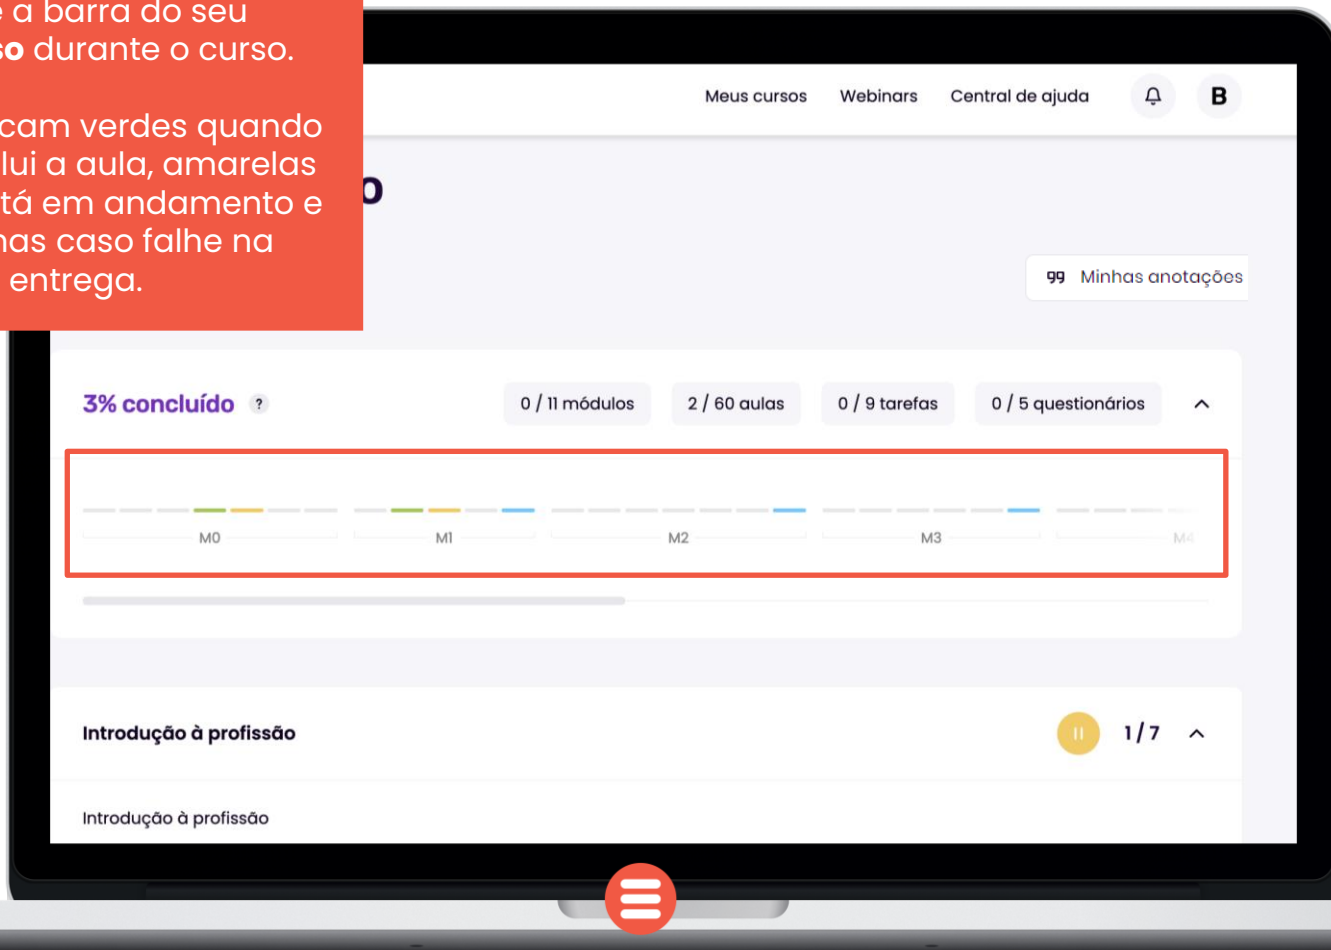 e a barra do seu
so durante o curso.
cam verdes quando
lui a aula, amarelas
tá em andamento e
nas caso falhe na
entrega.
Meus cursos Webinars Central de ajuda B
o
99 Minhas anotações
3% concluído ? 0 / 11 módulos 2 / 60 aulas 0 / 9 tarefas 0 / 5 questionários
M0 M1 M2 M3 M4
Introdução à profissão 1 / 7
Introdução à profissão